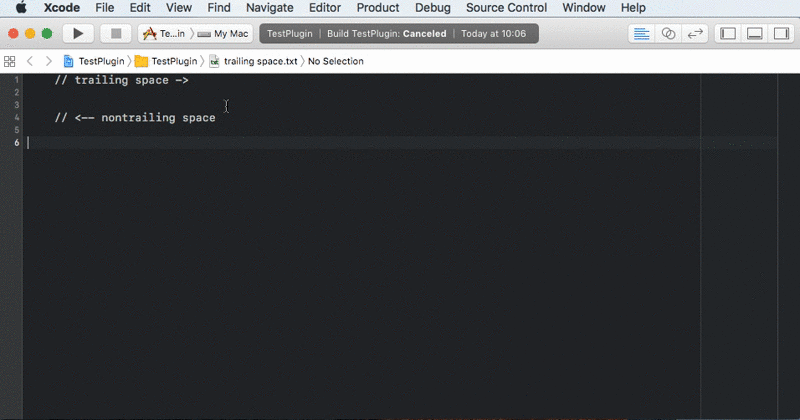 Xcode File Edit View Find Navigate Editor Product Debug Source Control Window Help
Te...in 〉 My Mac TestPlugin | Build TestPlugin: Canceled | Today at 10:06
TestPlugin 〉 TestPlugin 〉 trailing space.txt 〉 No Selection
1 // trailing space ->
2
3
4 // <-- nontrailing space
5
6